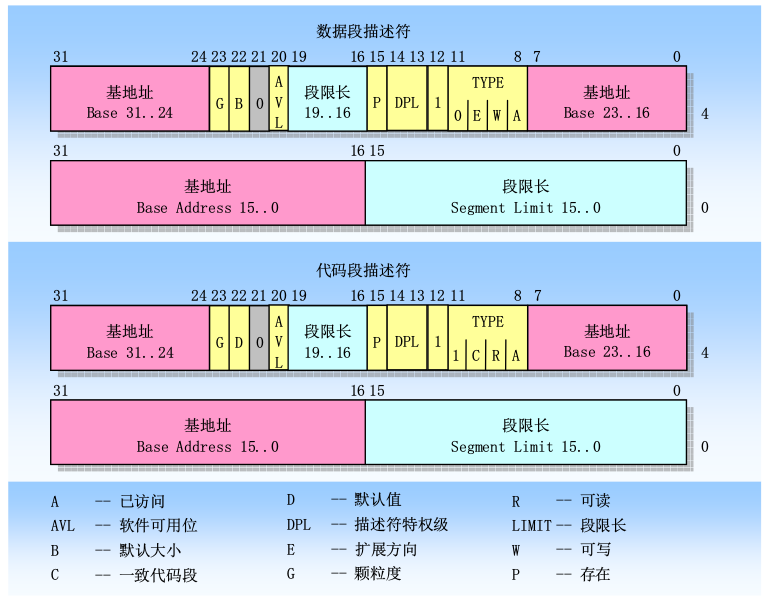 数据段描述符
31 24 23 22 21 20 19 16 15 14 13 12 11 8 7 0
基地址 Base 31..24 G B 0 AVL 段限长 19..16 P DPL 1 TYPE 0 E W A 基地址 Base 23..16 4
31 16 15 0
基地址 段限长
Base Address 15..0 Segment Limit 15..0 0
代码段描述符
31 24 23 22 21 20 19 16 15 14 13 12 11 8 7 0
基地址 Base 31..24 G D 0 AVL 段限长 19..16 P DPL 1 TYPE 1 C R A 基地址 Base 23..16 4
31 16 15 0
基地址 段限长
Base Address 15..0 Segment Limit 15..0 0
A -- 已访问 D -- 默认值 R -- 可读
AVL -- 软件可用位 DPL -- 描述符特权级 LIMIT -- 段限长
B -- 默认大小 E -- 扩展方向 W -- 可写
C -- 一致代码段 G -- 颗粒度 P -- 存在